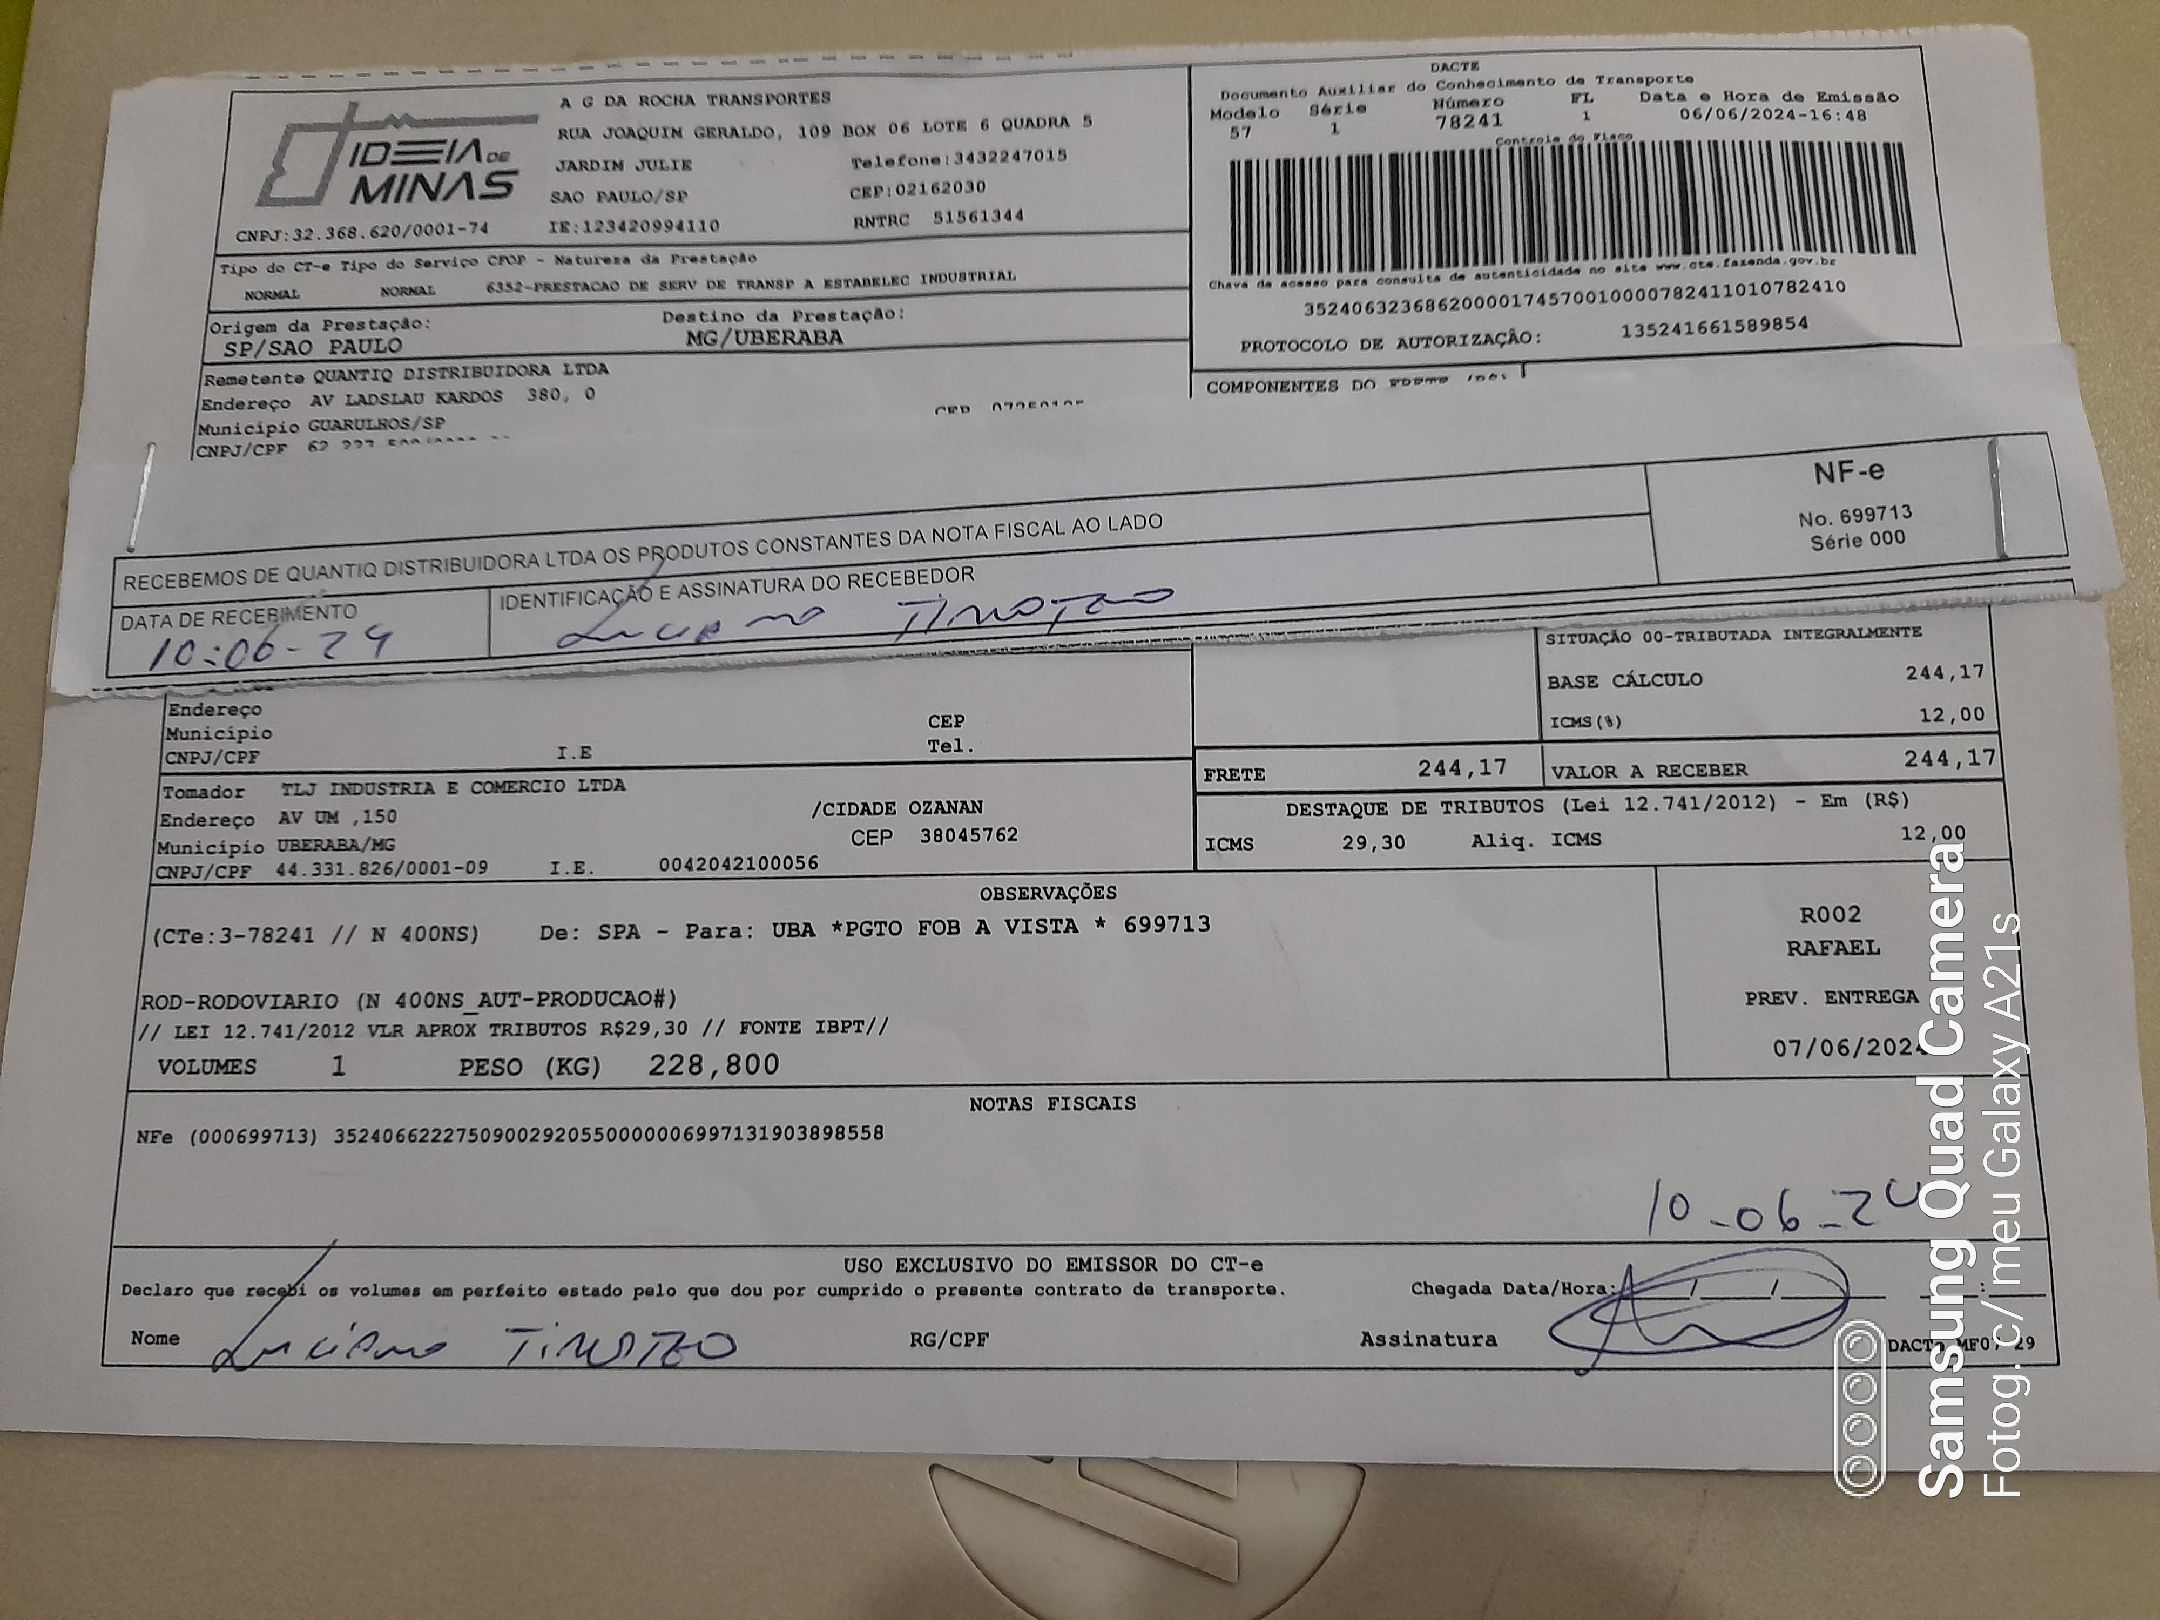 IDEIA DE
MINAS
CNPJ:32.368.620/0001-74
A G DA ROCHA TRANSPORTES
RUA JOAQUIN GERALDO, 109 BOX 06 LOTE 6 QUADRA 5
JARDIM JULIE Telefone:3432247015
SAO PAULO/SP CEP:02162030
IE:123420994110 RNTRC 51561344
DACTE
Documento Auxiliar do Conhecimento de Transporte
Modelo Série Número FL Data e Hora de Emissão
57 1 78241 1 06/06/2024-16:48
Controle do Fisco
Chave de acesso para consulta de autenticidade no site www.cte.fazenda.gov.br
35240632368620000174570010000782411010782410
PROTOCOLO DE AUTORIZAÇÃO: 135241661589854
Tipo do CT-e Tipo do Serviço CFOP - Natureza da Prestação
NORMAL NORMAL 6352-PRESTACAO DE SERV DE TRANSP A ESTABELEC INDUSTRIAL
Origem da Prestação: Destino da Prestação:
SP/SAO PAULO MG/UBERABA
Remetente QUANTIQ DISTRIBUIDORA LTDA
Endereço AV LADSLAU KARDOS 380, 0
Município GUARULHOS/SP CEP
CNPJ/CPF
COMPONENTES DO
RECEBEMOS DE QUANTIQ DISTRIBUIDORA LTDA OS PRODUTOS CONSTANTES DA NOTA FISCAL AO LADO
NF-e
No. 699713
Série 000
DATA DE RECEBIMENTO IDENTIFICAÇÃO E ASSINATURA DO RECEBEDOR
10-06-24 Luciano TIMOTEO
Endereço
Município CEP
CNPJ/CPF I.E Tel.
SITUAÇÃO 00-TRIBUTADA INTEGRALMENTE
BASE CÁLCULO 244,17
ICMS(%) 12,00
FRETE 244,17 VALOR A RECEBER 244,17
Tomador TLJ INDUSTRIA E COMERCIO LTDA
Endereço AV UM ,150 /CIDADE OZANAN
Município UBERABA/MG CEP 38045762
CNPJ/CPF 44.331.826/0001-09 I.E. 0042042100056
DESTAQUE DE TRIBUTOS (Lei 12.741/2012) - Em (R$)
ICMS 29,30 Aliq. ICMS 12,00
OBSERVAÇÕES
(CTe:3-78241 // N 400NS) De: SPA - Para: UBA *PGTO FOB A VISTA * 699713
ROD-RODOVIARIO (N 400NS_AUT-PRODUCAO#)
// LEI 12.741/2012 VLR APROX TRIBUTOS R$29,30 // FONTE IBPT//
VOLUMES 1 PESO (KG) 228,800
R002
RAFAEL
PREV. ENTREGA
07/06/2024
NOTAS FISCAIS
NFe (000699713) 35240662227509002920550000006997131903898558
10-06-24
USO EXCLUSIVO DO EMISSOR DO CT-e
Declaro que recebi os volumes em perfeito estado pelo que dou por cumprido o presente contrato de transporte. Chegada Data/Hora: / / :
Nome Luciano TIMOTEO RG/CPF Assinatura
Samsung Quad Camera
Fotog. c/ meu Galaxy A21s